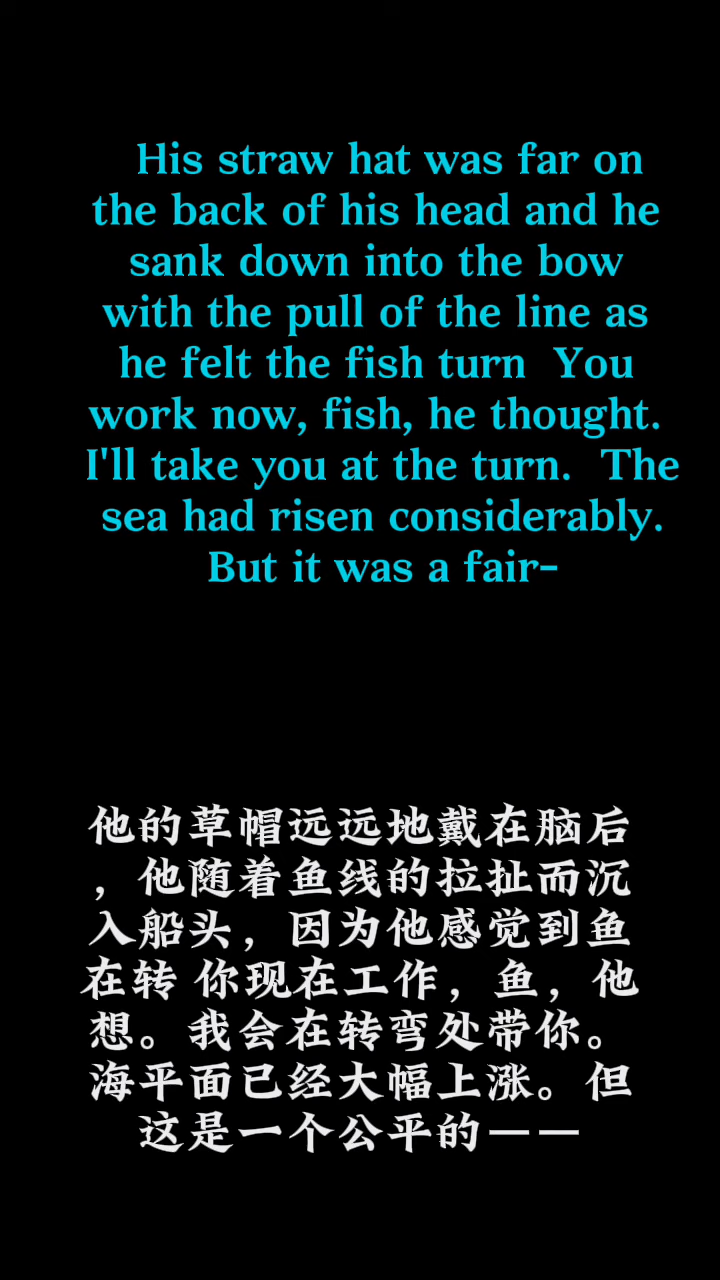 His straw hat was far on
the back of his head and he
sank down into the bow
with the pull of the line as
he felt the fish turn  You
work now, fish, he thought.
I'll take you at the turn.  The
sea had risen considerably.
But it was a fair-
他的草帽远远地戴在脑后
，他随着鱼线的拉扯而沉
入船头，因为他感觉到鱼
在转 你现在工作，鱼，他
想。我会在转弯处带你。
海平面已经大幅上涨。但
这是一个公平的——